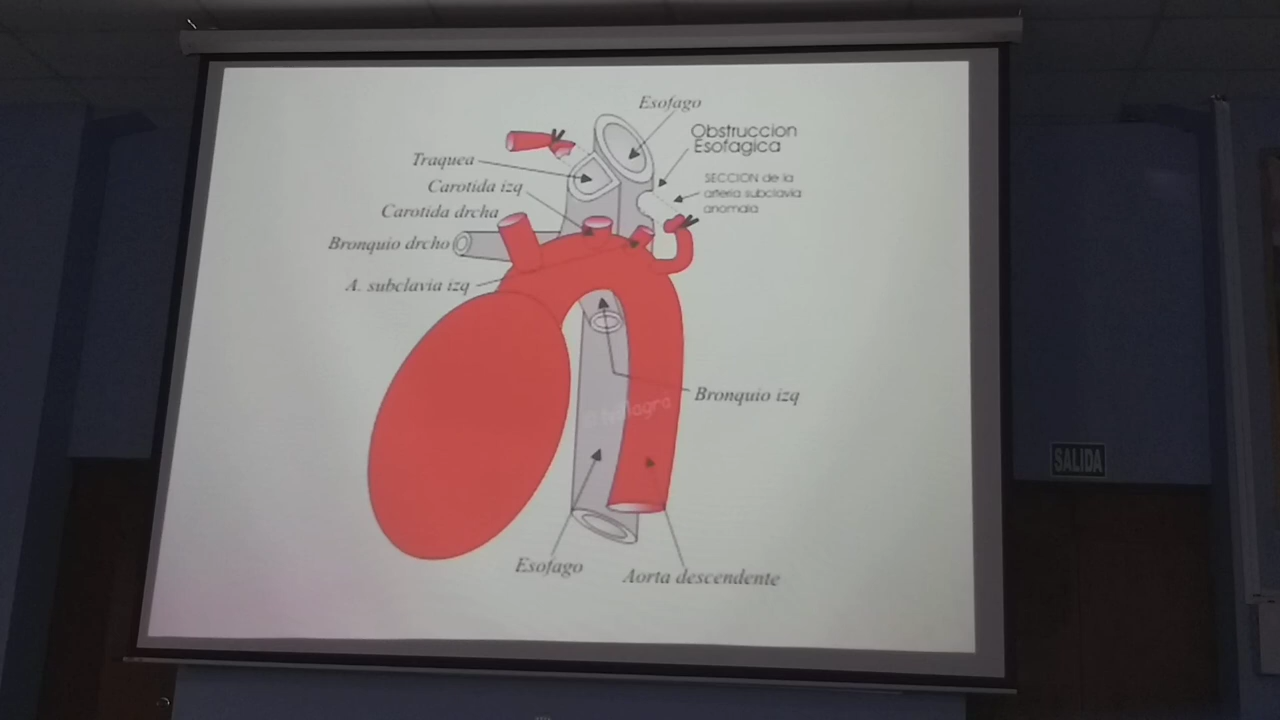 Esofago
Obstruccion
Esofagica
Traquea
SECCION de la
arteria subclavia
anomala
Carotida izq
Carotida drcha
Bronquio drcho
A. subclavia izq
Bronquio izq
SALIDA
Esofago
Aorta descendente